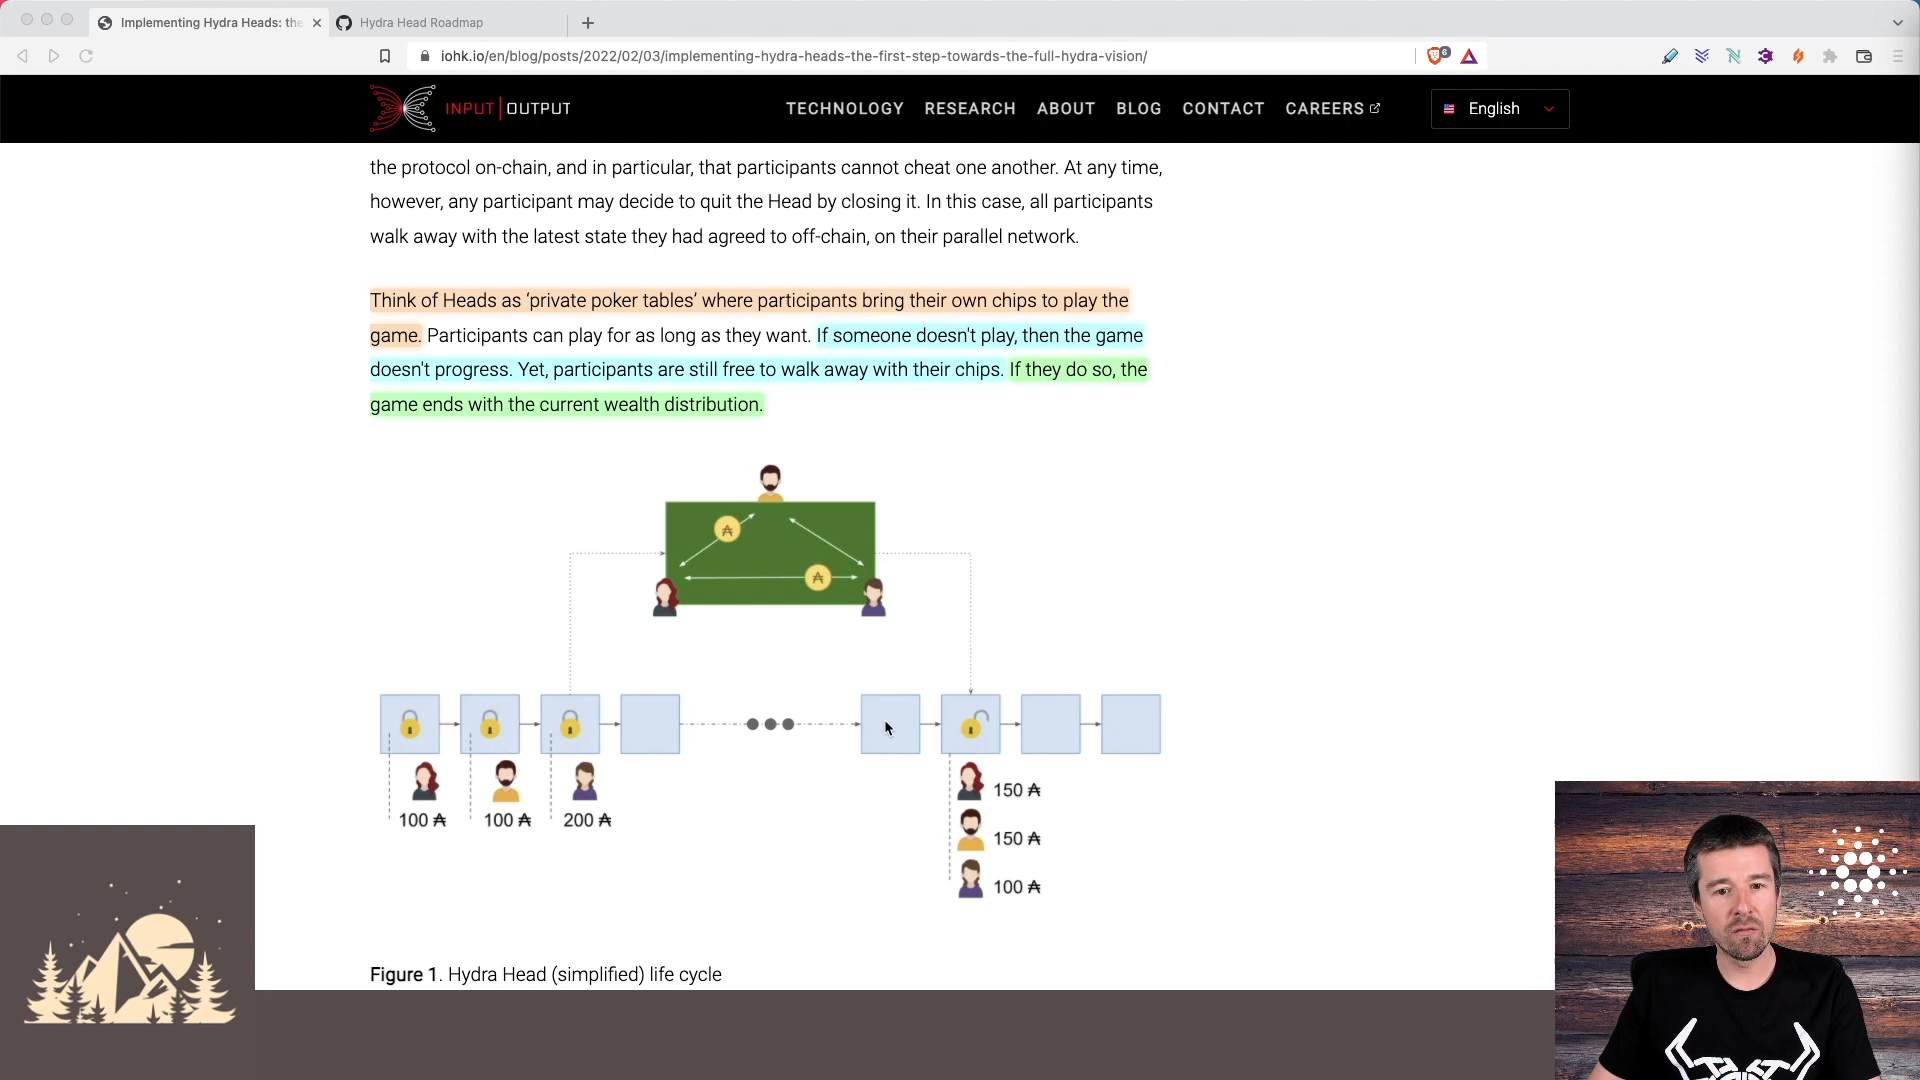 Implementing Hydra Heads: the
Hydra Head Roadmap
iohk.io/en/blog/posts/2022/02/03/implementing-hydra-heads-the-first-step-towards-the-full-hydra-vision/
6
INPUT | OUTPUT
TECHNOLOGY RESEARCH ABOUT BLOG CONTACT CAREERS
English
the protocol on-chain, and in particular, that participants cannot cheat one another. At any time,
however, any participant may decide to quit the Head by closing it. In this case, all participants
walk away with the latest state they had agreed to off-chain, on their parallel network.
Think of Heads as ‘private poker tables’ where participants bring their own chips to play the
game. Participants can play for as long as they want. If someone doesn't play, then the game
doesn't progress. Yet, participants are still free to walk away with their chips. If they do so, the
game ends with the current wealth distribution.
₳
₳
100 ₳
100 ₳
200 ₳
150 ₳
150 ₳
100 ₳
Figure 1. Hydra Head (simplified) life cycle